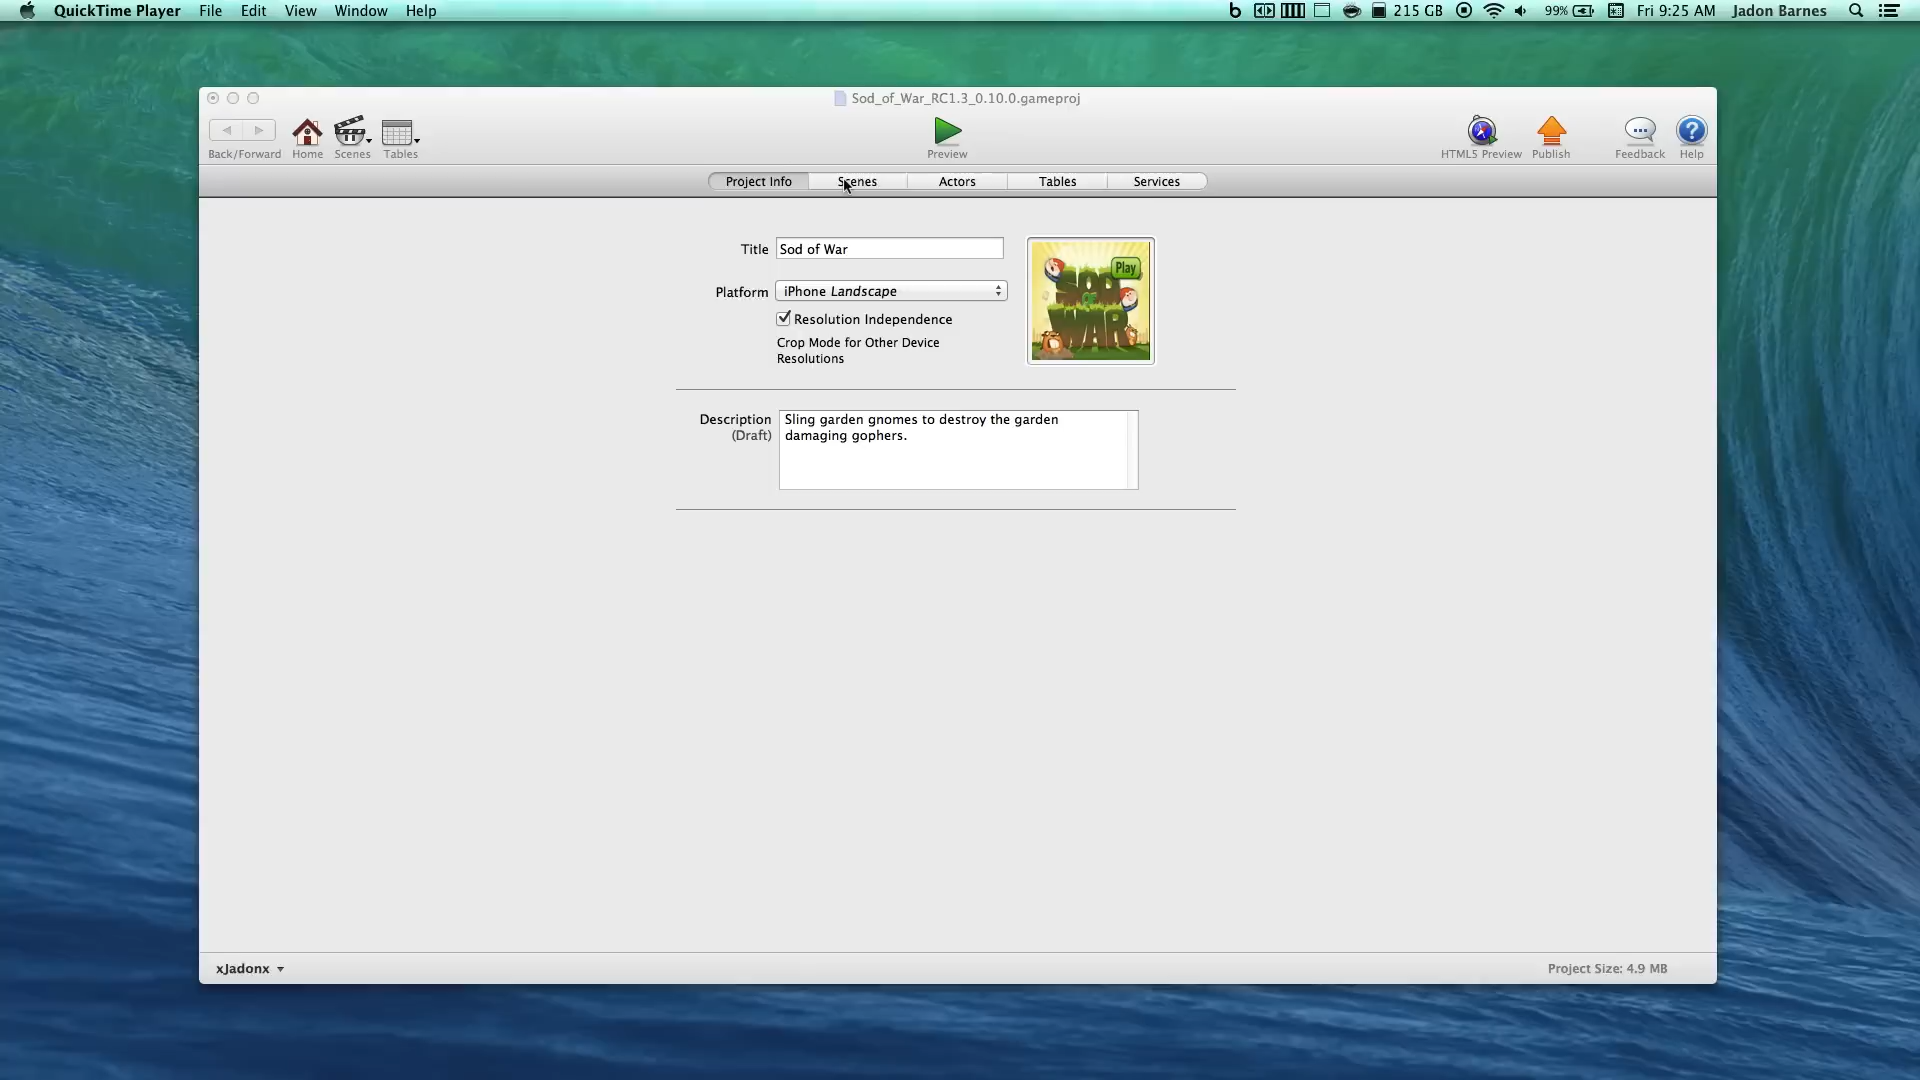 QuickTime Player File Edit View Window Help 215 GB 99% Fri 9:25 AM Jadon Barnes
Sod_of_War_RC1.3_0.10.0.gameproj
Back/Forward Home Scenes Tables Preview HTML5 Preview Publish Feedback Help
Project Info Scenes Actors Tables Services
Title Sod of War
Play
SOD
OF
WAR
Platform iPhone Landscape
Resolution Independence
Crop Mode for Other Device
Resolutions
Description Sling garden gnomes to destroy the garden
(Draft) damaging gophers.
xJadonx Project Size: 4.9 MB